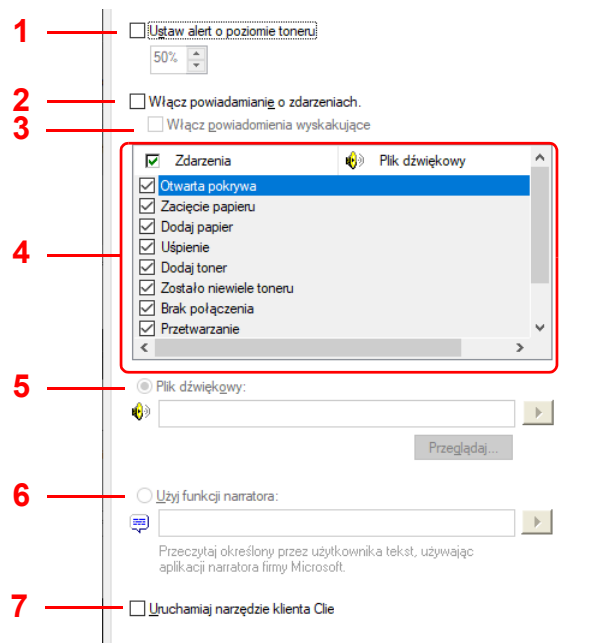 1 Ustaw alert o poziomie toneru
50%
2 Włącz powiadamianie o zdarzeniach.
3 Włącz powiadomienia wyskakujące
Zdarzenia Plik dźwiękowy
Otwarta pokrywa
Zacięcie papieru
Dodaj papier
4 Uśpienie
Dodaj toner
Zostało niewiele toneru
Brak połączenia
Przetwarzanie
5 Plik dźwiękowy:
Przeglądaj...
6 Użyj funkcji narratora:
Przeczytaj określony przez użytkownika tekst, używając
aplikacji narratora firmy Microsoft.
7 Uruchamiaj narzędzie klienta Clie